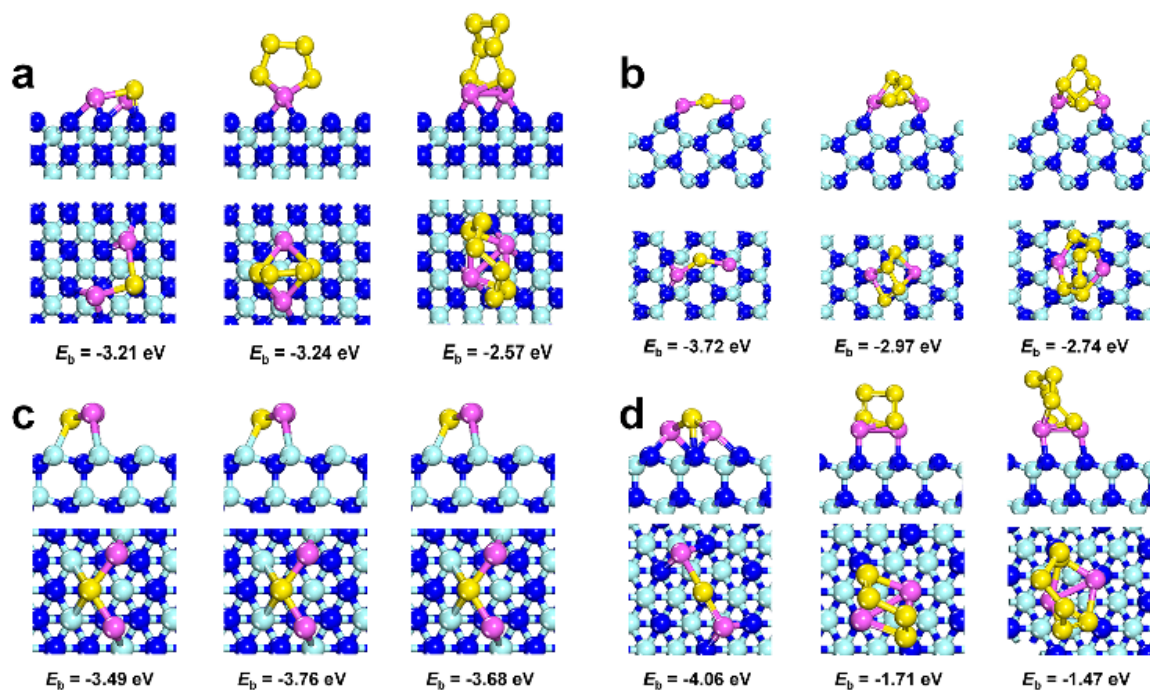 a
b
E_b = -3.21 eV
E_b = -3.24 eV
E_b = -2.57 eV
E_b = -3.72 eV
E_b = -2.97 eV
E_b = -2.74 eV
c
d
E_b = -3.49 eV
E_b = -3.76 eV
E_b = -3.68 eV
E_b = -4.06 eV
E_b = -1.71 eV
E_b = -1.47 eV